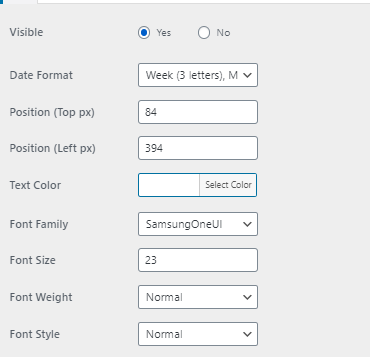 Visible Yes No
Date Format Week (3 letters), M
Position (Top px) 84
Position (Left px) 394
Text Color Select Color
Font Family SamsungOneUI
Font Size 23
Font Weight Normal
Font Style Normal